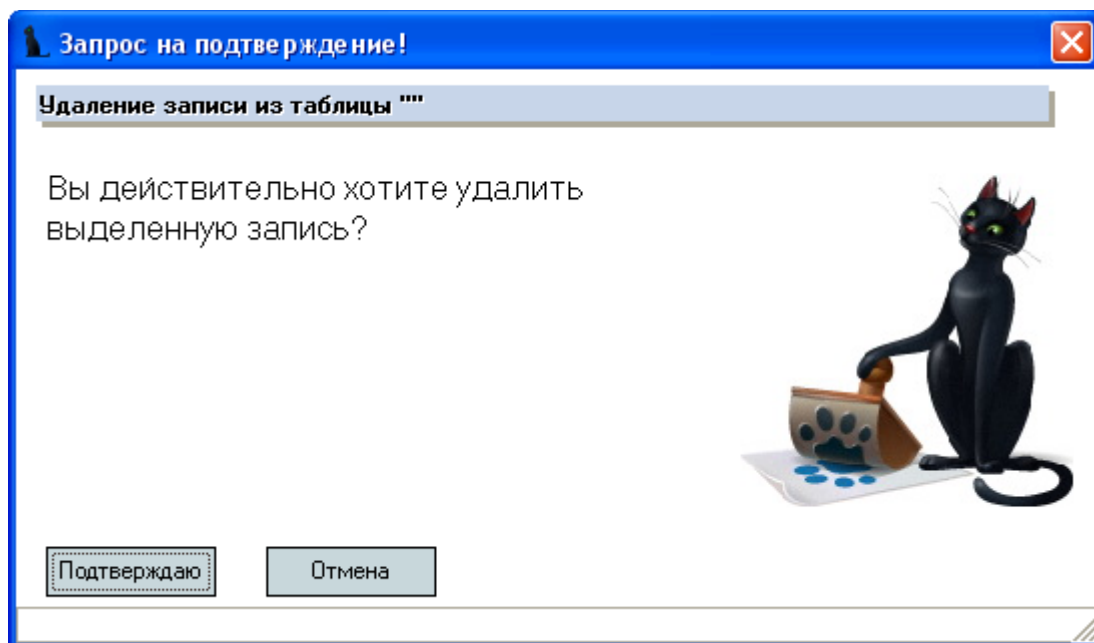 Запрос на подтверждение!
Удаление записи из таблицы ""
Вы действительно хотите удалить
выделенную запись?
Подтверждаю
Отмена